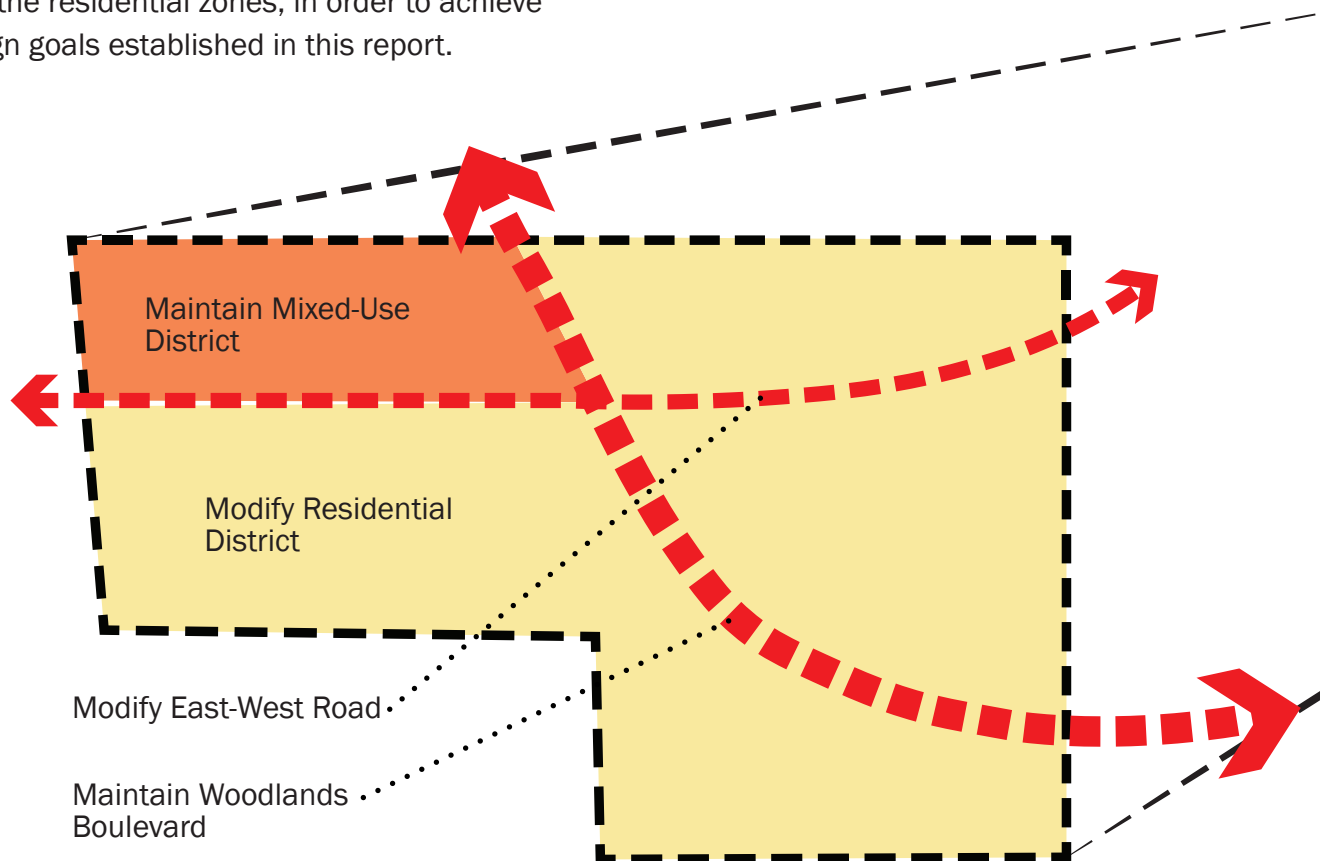 the residential zones, in order to achieve
goals established in this report.
Maintain Mixed-Use
District
Modify Residential
District
Modify East-West Road
Maintain Woodlands
Boulevard